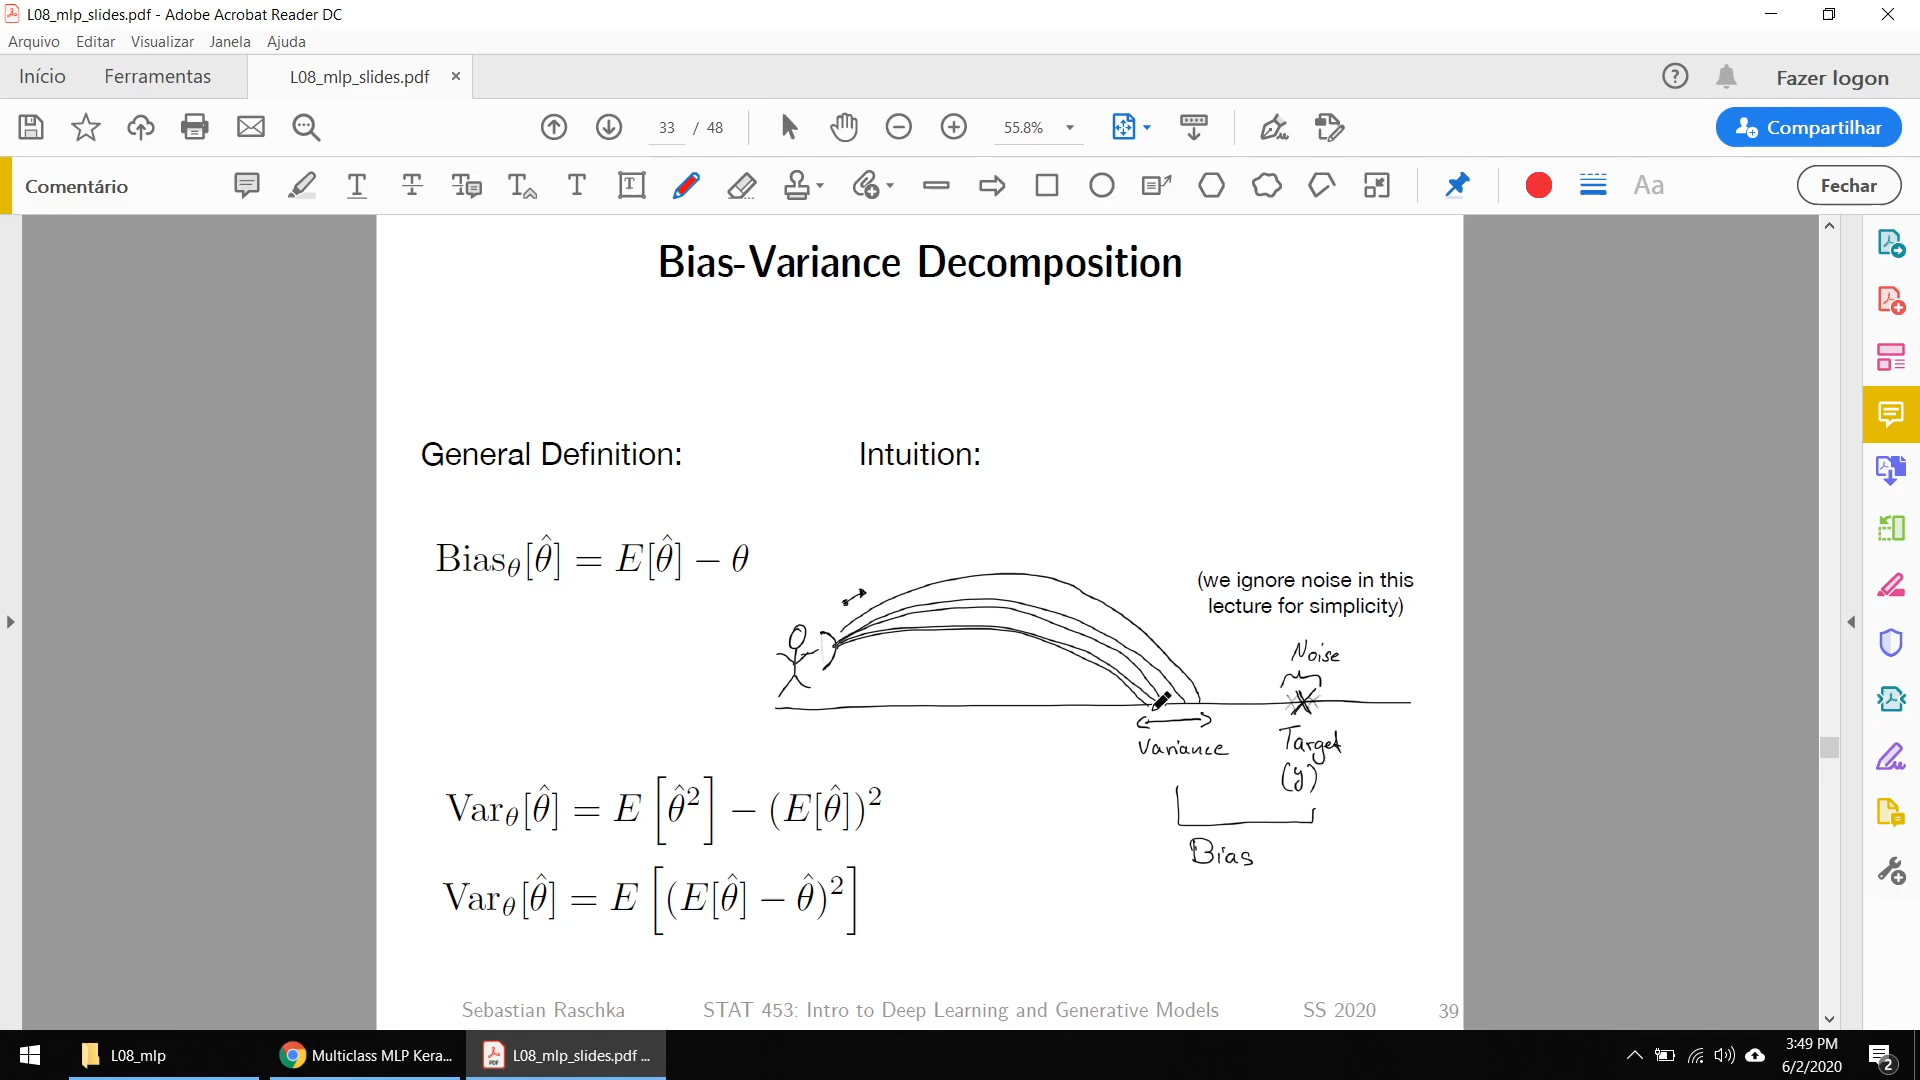 L08_mlp_slides.pdf - Adobe Acrobat Reader DC
Arquivo Editar Visualizar Janela Ajuda
Início Ferramentas L08_mlp_slides.pdf × Fazer logon
33 / 48 55.8% Compartilhar
Comentário Aa Fechar
Bias-Variance Decomposition
General Definition: Intuition:
Bias_θ[θ̂] = E[θ̂] − θ
(we ignore noise in this
lecture for simplicity)
Noise
Variance
Target
(y)
Bias
Var_θ[θ̂] = E[θ̂²] − (E[θ̂])²
Var_θ[θ̂] = E[(E[θ̂] − θ̂)²]
Sebastian Raschka STAT 453: Intro to Deep Learning and Generative Models SS 2020 39
L08_mlp Multiclass MLP Kera... L08_mlp_slides.pdf ...
3:49 PM
6/2/2020
2